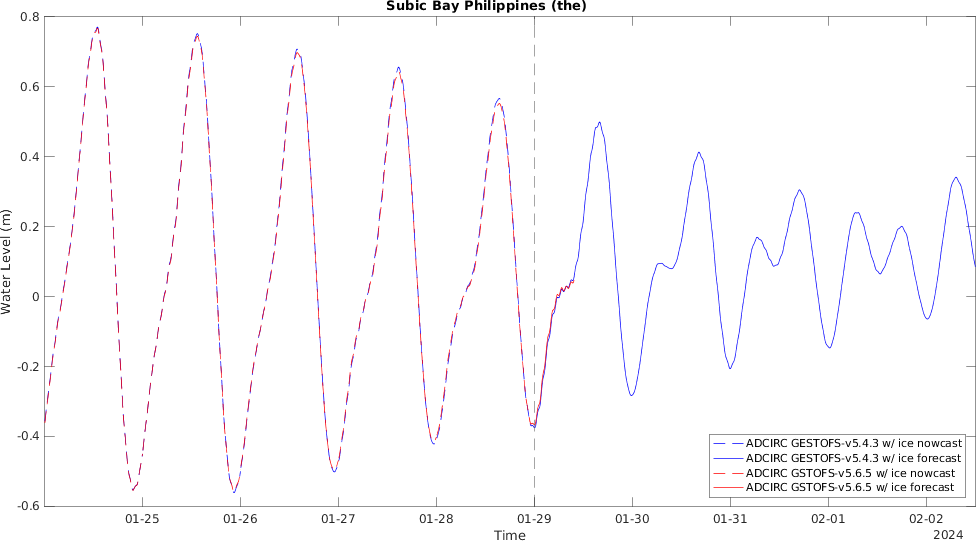 Subic Bay Philippines (the)
0.8
0.6
0.4
0.2
0
-0.2
-0.4
-0.6
Water Level (m)
01-25 01-26 01-27 01-28 01-29 01-30 01-31 02-01 02-02
Time
2024
ADCIRC GESTOFS-v5.4.3 w/ ice nowcast
ADCIRC GESTOFS-v5.4.3 w/ ice forecast
ADCIRC GSTOFS-v5.6.5 w/ ice nowcast
ADCIRC GSTOFS-v5.6.5 w/ ice forecast